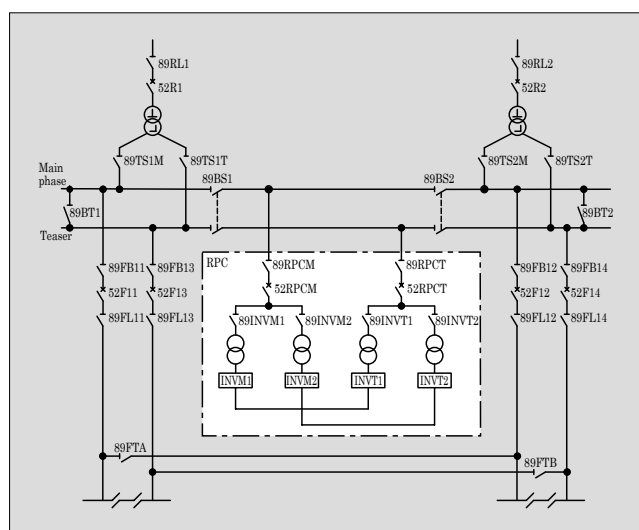 89RL1
89RL2
52R1
52R2
89TS1M
89TS1T
89TS2M
89TS2T
Main
phase
89BS1
89BS2
89BT1
89BT2
Teaser
RPC
89RPCM
89RPCT
89FB11
89FB13
89FB12
89FB14
52RPCM
52RPCT
52F11
52F13
52F12
52F14
89FL11
89FL13
89INVM1
89INVM2
89INVT1
89INVT2
89FL12
89FL14
INVM1
INVM2
INVT1
INVT2
89FTA
89FTB